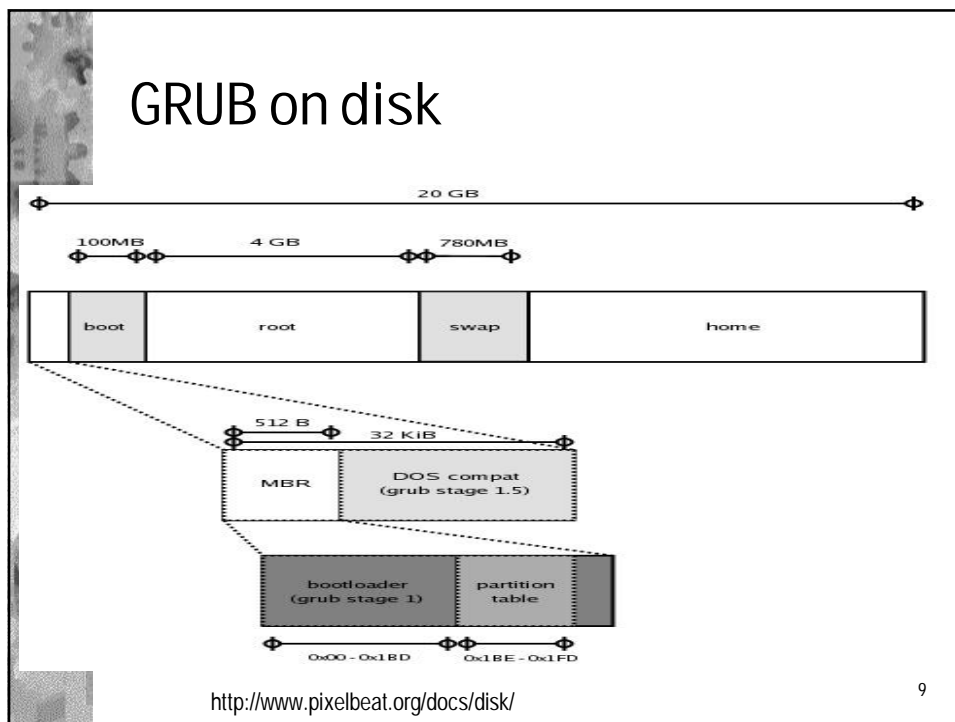 GRUB on disk
20 GB
100MB 4 GB 780MB
boot root swap home
512 B
32 KiB
MBR DOS compat
(grub stage 1.5)
bootloader partition
(grub stage 1) table
0x00-0x1BD 0x1BE-0x1FD
http://www.pixelbeat.org/docs/disk/
9